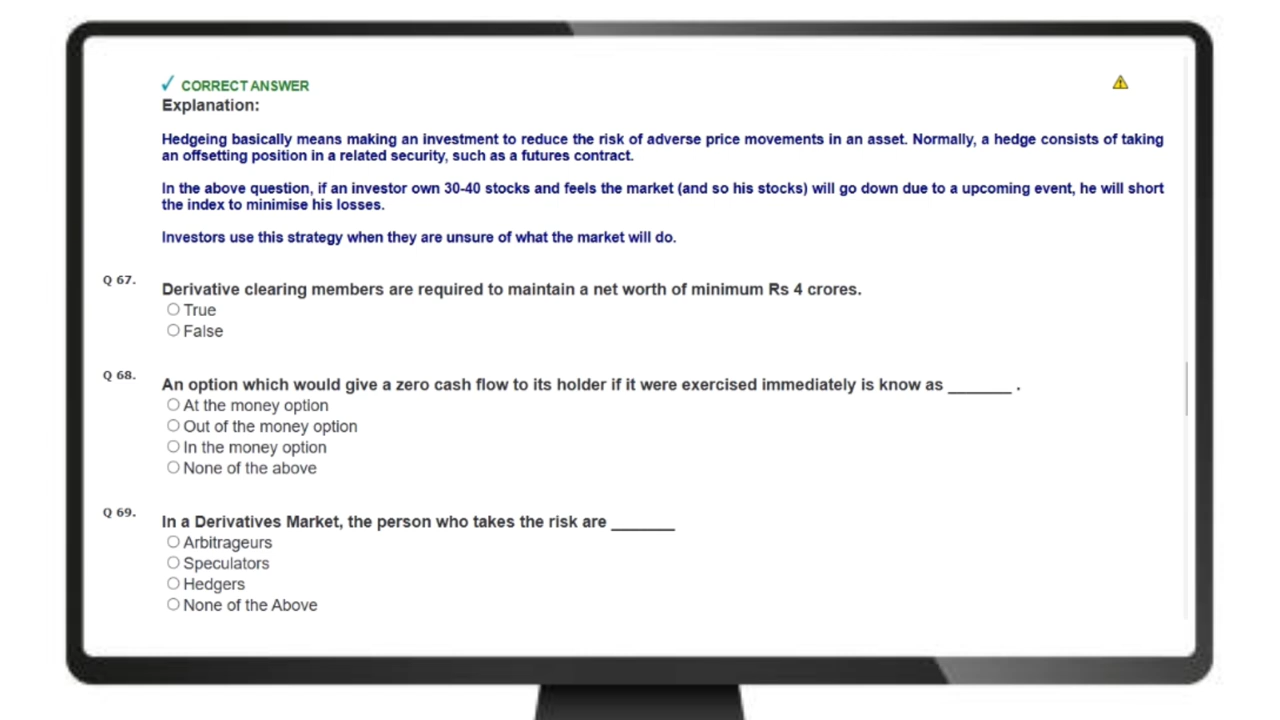 ✓ CORRECT ANSWER
Explanation:
Hedgeing basically means making an investment to reduce the risk of adverse price movements in an asset. Normally, a hedge consists of taking
an offsetting position in a related security, such as a futures contract.
In the above question, if an investor own 30-40 stocks and feels the market (and so his stocks) will go down due to a upcoming event, he will short
the index to minimise his losses.
Investors use this strategy when they are unsure of what the market will do.
Q 67.
Derivative clearing members are required to maintain a net worth of minimum Rs 4 crores.
True
False
Q 68.
An option which would give a zero cash flow to its holder if it were exercised immediately is know as _______ .
At the money option
Out of the money option
In the money option
None of the above
Q 69.
In a Derivatives Market, the person who takes the risk are _______
Arbitrageurs
Speculators
Hedgers
None of the Above